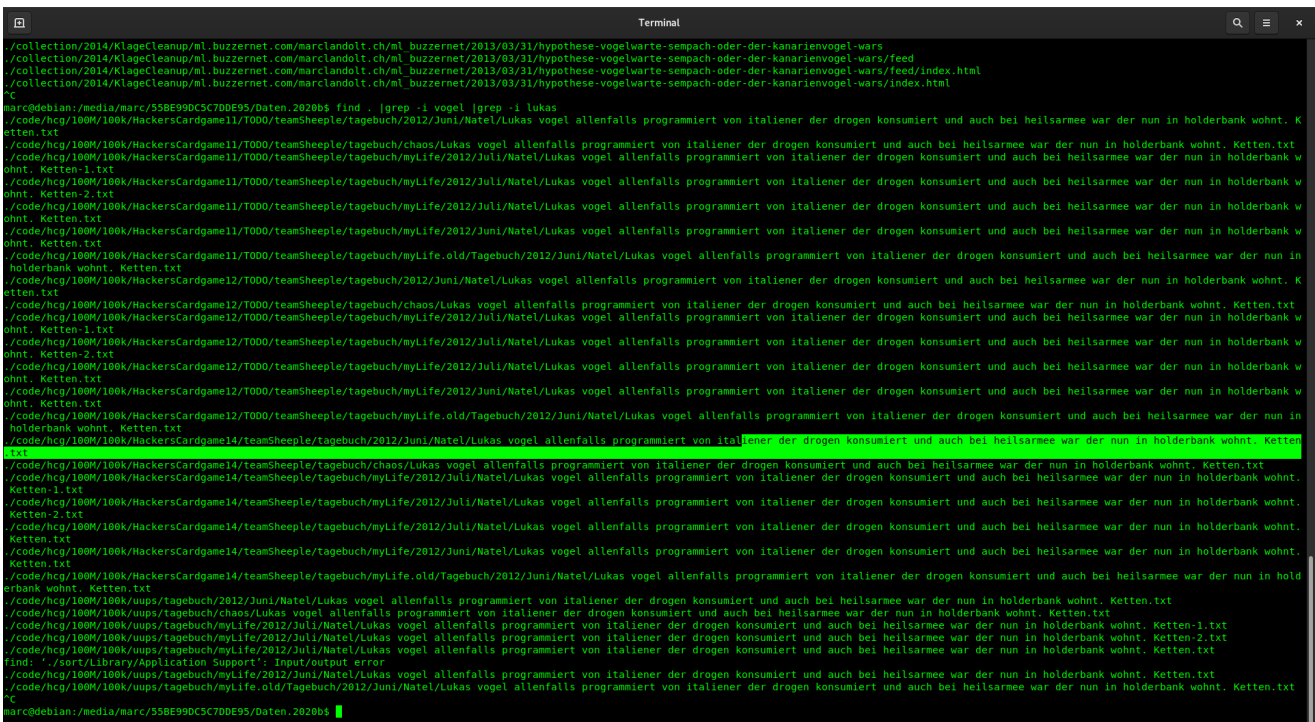 Terminal
./collection/2014/KlageCleanup/ml.buzzernet.com/marclandolt.ch/ml_buzzernet/2013/03/31/hypothese-vogelwarte-sempach-oder-der-kanarienvogel-wars
./collection/2014/KlageCleanup/ml.buzzernet.com/marclandolt.ch/ml_buzzernet/2013/03/31/hypothese-vogelwarte-sempach-oder-der-kanarienvogel-wars/feed
./collection/2014/KlageCleanup/ml.buzzernet.com/marclandolt.ch/ml_buzzernet/2013/03/31/hypothese-vogelwarte-sempach-oder-der-kanarienvogel-wars/feed/index.html
./collection/2014/KlageCleanup/ml.buzzernet.com/marclandolt.ch/ml_buzzernet/2013/03/31/hypothese-vogelwarte-sempach-oder-der-kanarienvogel-wars/index.html
^C
marc@debian:/media/marc/55BE99DC5C7DDE95/Daten.2020b$ find . |grep -i vogel |grep -i lukas
./code/hcg/100M/100k/HackersCardgame11/TODO/teamSheeple/tagebuch/2012/Juni/Natel/Lukas vogel allenfalls programmiert von italiener der drogen konsumiert und auch bei heilsarmee war der nun in holderbank wohnt. K
etten.txt
./code/hcg/100M/100k/HackersCardgame11/TODO/teamSheeple/tagebuch/chaos/Lukas vogel allenfalls programmiert von italiener der drogen konsumiert und auch bei heilsarmee war der nun in holderbank wohnt. Ketten.txt
./code/hcg/100M/100k/HackersCardgame11/TODO/teamSheeple/tagebuch/myLife/2012/Juli/Natel/Lukas vogel allenfalls programmiert von italiener der drogen konsumiert und auch bei heilsarmee war der nun in holderbank w
ohnt. Ketten-1.txt
./code/hcg/100M/100k/HackersCardgame11/TODO/teamSheeple/tagebuch/myLife/2012/Juli/Natel/Lukas vogel allenfalls programmiert von italiener der drogen konsumiert und auch bei heilsarmee war der nun in holderbank w
ohnt. Ketten-2.txt
./code/hcg/100M/100k/HackersCardgame11/TODO/teamSheeple/tagebuch/myLife/2012/Juli/Natel/Lukas vogel allenfalls programmiert von italiener der drogen konsumiert und auch bei heilsarmee war der nun in holderbank w
ohnt. Ketten.txt
./code/hcg/100M/100k/HackersCardgame11/TODO/teamSheeple/tagebuch/myLife/2012/Juni/Natel/Lukas vogel allenfalls programmiert von italiener der drogen konsumiert und auch bei heilsarmee war der nun in holderbank w
ohnt. Ketten.txt
./code/hcg/100M/100k/HackersCardgame11/TODO/teamSheeple/tagebuch/myLife.old/Tagebuch/2012/Juni/Natel/Lukas vogel allenfalls programmiert von italiener der drogen konsumiert und auch bei heilsarmee war der nun in
 holderbank wohnt. Ketten.txt
./code/hcg/100M/100k/HackersCardgame12/TODO/teamSheeple/tagebuch/2012/Juni/Natel/Lukas vogel allenfalls programmiert von italiener der drogen konsumiert und auch bei heilsarmee war der nun in holderbank wohnt. K
etten.txt
./code/hcg/100M/100k/HackersCardgame12/TODO/teamSheeple/tagebuch/chaos/Lukas vogel allenfalls programmiert von italiener der drogen konsumiert und auch bei heilsarmee war der nun in holderbank wohnt. Ketten.txt
./code/hcg/100M/100k/HackersCardgame12/TODO/teamSheeple/tagebuch/myLife/2012/Juli/Natel/Lukas vogel allenfalls programmiert von italiener der drogen konsumiert und auch bei heilsarmee war der nun in holderbank w
ohnt. Ketten-1.txt
./code/hcg/100M/100k/HackersCardgame12/TODO/teamSheeple/tagebuch/myLife/2012/Juli/Natel/Lukas vogel allenfalls programmiert von italiener der drogen konsumiert und auch bei heilsarmee war der nun in holderbank w
ohnt. Ketten-2.txt
./code/hcg/100M/100k/HackersCardgame12/TODO/teamSheeple/tagebuch/myLife/2012/Juli/Natel/Lukas vogel allenfalls programmiert von italiener der drogen konsumiert und auch bei heilsarmee war der nun in holderbank w
ohnt. Ketten.txt
./code/hcg/100M/100k/HackersCardgame12/TODO/teamSheeple/tagebuch/myLife/2012/Juni/Natel/Lukas vogel allenfalls programmiert von italiener der drogen konsumiert und auch bei heilsarmee war der nun in holderbank w
ohnt. Ketten.txt
./code/hcg/100M/100k/HackersCardgame12/TODO/teamSheeple/tagebuch/myLife.old/Tagebuch/2012/Juni/Natel/Lukas vogel allenfalls programmiert von italiener der drogen konsumiert und auch bei heilsarmee war der nun in
 holderbank wohnt. Ketten.txt
./code/hcg/100M/100k/HackersCardgame14/teamSheeple/tagebuch/2012/Juni/Natel/Lukas vogel allenfalls programmiert von italiener der drogen konsumiert und auch bei heilsarmee war der nun in holderbank wohnt. Ketten
.txt
./code/hcg/100M/100k/HackersCardgame14/teamSheeple/tagebuch/chaos/Lukas vogel allenfalls programmiert von italiener der drogen konsumiert und auch bei heilsarmee war der nun in holderbank wohnt. Ketten.txt
./code/hcg/100M/100k/HackersCardgame14/teamSheeple/tagebuch/myLife/2012/Juli/Natel/Lukas vogel allenfalls programmiert von italiener der drogen konsumiert und auch bei heilsarmee war der nun in holderbank wohnt.
 Ketten-1.txt
./code/hcg/100M/100k/HackersCardgame14/teamSheeple/tagebuch/myLife/2012/Juli/Natel/Lukas vogel allenfalls programmiert von italiener der drogen konsumiert und auch bei heilsarmee war der nun in holderbank wohnt.
 Ketten-2.txt
./code/hcg/100M/100k/HackersCardgame14/teamSheeple/tagebuch/myLife/2012/Juli/Natel/Lukas vogel allenfalls programmiert von italiener der drogen konsumiert und auch bei heilsarmee war der nun in holderbank wohnt.
 Ketten.txt
./code/hcg/100M/100k/HackersCardgame14/teamSheeple/tagebuch/myLife/2012/Juni/Natel/Lukas vogel allenfalls programmiert von italiener der drogen konsumiert und auch bei heilsarmee war der nun in holderbank wohnt.
 Ketten.txt
./code/hcg/100M/100k/HackersCardgame14/teamSheeple/tagebuch/myLife.old/Tagebuch/2012/Juni/Natel/Lukas vogel allenfalls programmiert von italiener der drogen konsumiert und auch bei heilsarmee war der nun in hold
erbank wohnt. Ketten.txt
./code/hcg/100M/100k/uups/tagebuch/2012/Juni/Natel/Lukas vogel allenfalls programmiert von italiener der drogen konsumiert und auch bei heilsarmee war der nun in holderbank wohnt. Ketten.txt
./code/hcg/100M/100k/uups/tagebuch/chaos/Lukas vogel allenfalls programmiert von italiener der drogen konsumiert und auch bei heilsarmee war der nun in holderbank wohnt. Ketten.txt
./code/hcg/100M/100k/uups/tagebuch/myLife/2012/Juli/Natel/Lukas vogel allenfalls programmiert von italiener der drogen konsumiert und auch bei heilsarmee war der nun in holderbank wohnt. Ketten-1.txt
./code/hcg/100M/100k/uups/tagebuch/myLife/2012/Juli/Natel/Lukas vogel allenfalls programmiert von italiener der drogen konsumiert und auch bei heilsarmee war der nun in holderbank wohnt. Ketten-2.txt
./code/hcg/100M/100k/uups/tagebuch/myLife/2012/Juli/Natel/Lukas vogel allenfalls programmiert von italiener der drogen konsumiert und auch bei heilsarmee war der nun in holderbank wohnt. Ketten.txt
find: ‘./sort/Library/Application Support’: Input/output error
./code/hcg/100M/100k/uups/tagebuch/myLife/2012/Juni/Natel/Lukas vogel allenfalls programmiert von italiener der drogen konsumiert und auch bei heilsarmee war der nun in holderbank wohnt. Ketten.txt
./code/hcg/100M/100k/uups/tagebuch/myLife.old/Tagebuch/2012/Juni/Natel/Lukas vogel allenfalls programmiert von italiener der drogen konsumiert und auch bei heilsarmee war der nun in holderbank wohnt. Ketten.txt
^C
marc@debian:/media/marc/55BE99DC5C7DDE95/Daten.2020b$